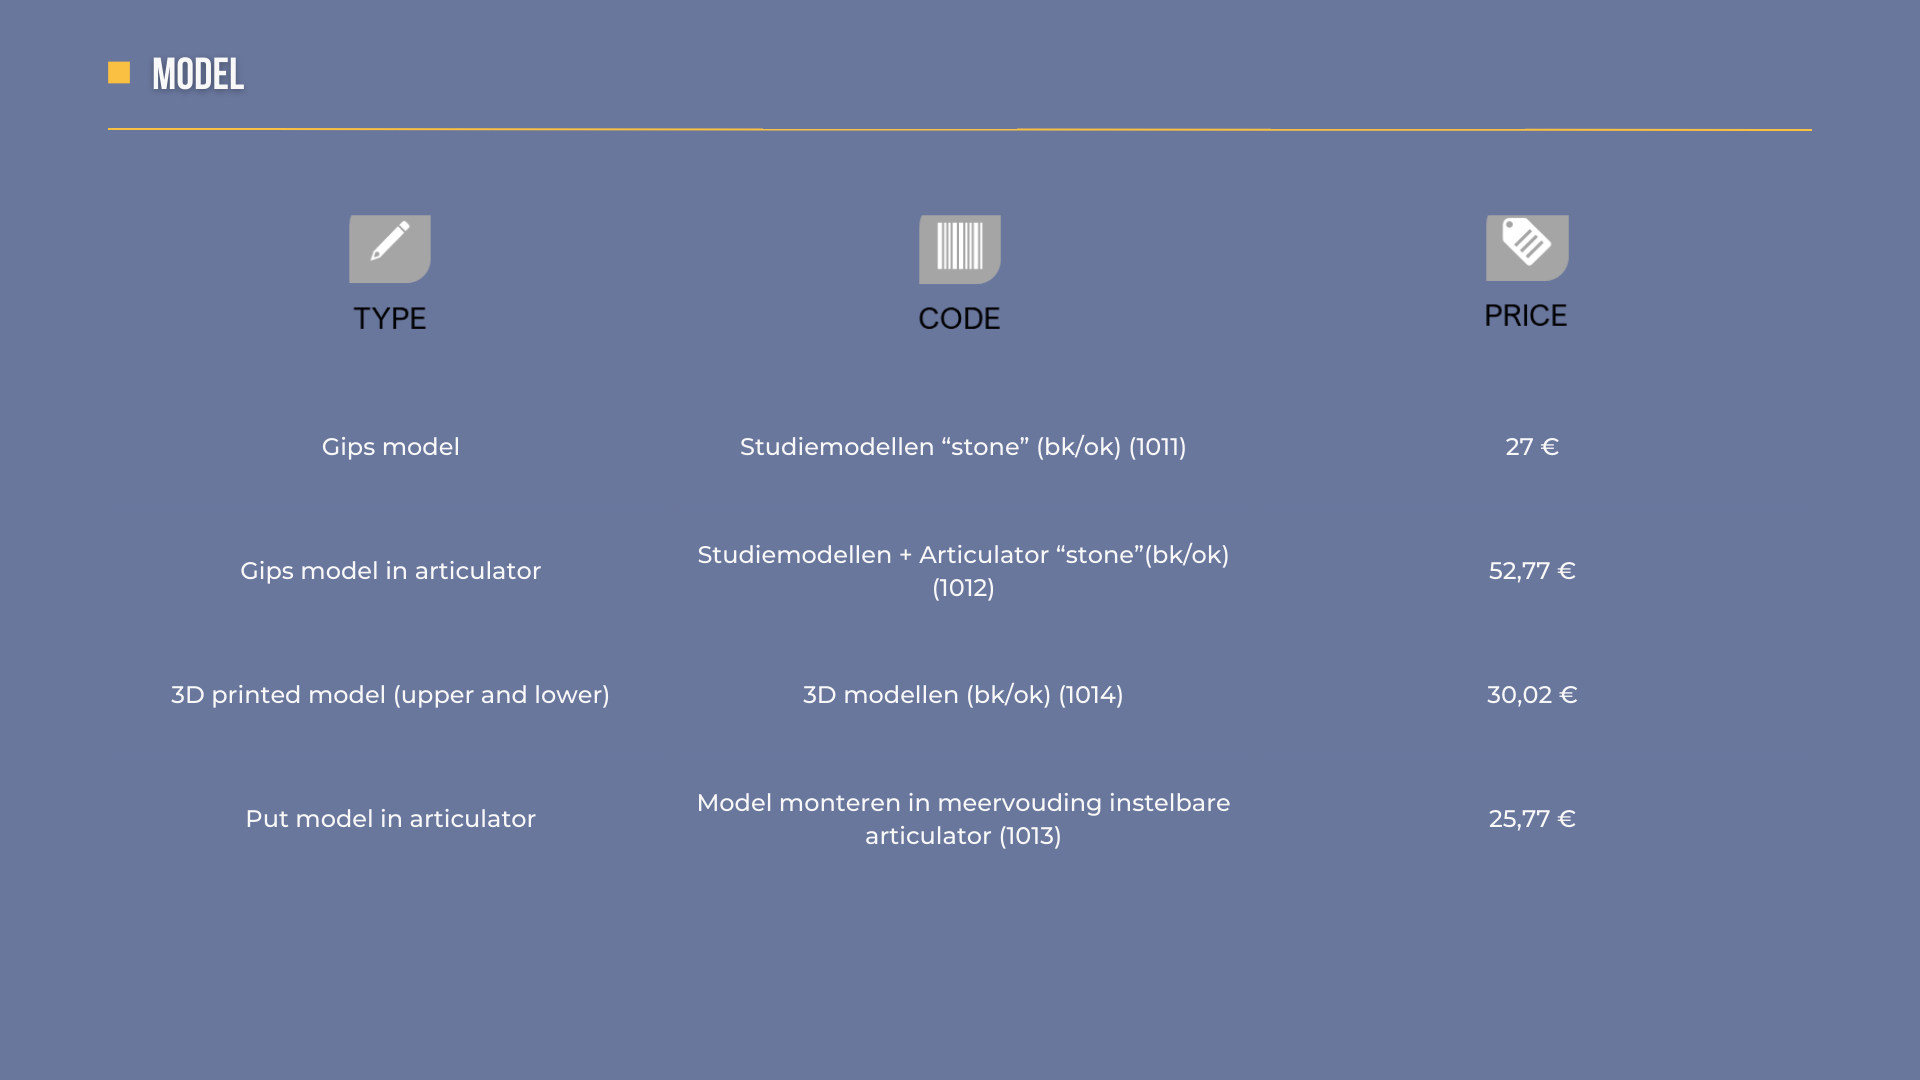 MODEL
TYPE
CODE
PRICE
Gips model
Studiemodellen “stone” (bk/ok) (1011)
27 €
Gips model in articulator
Studiemodellen + Articulator “stone”(bk/ok)
(1012)
52,77 €
3D printed model (upper and lower)
3D modellen (bk/ok) (1014)
30,02 €
Put model in articulator
Model monteren in meervouding instelbare
articulator (1013)
25,77 €